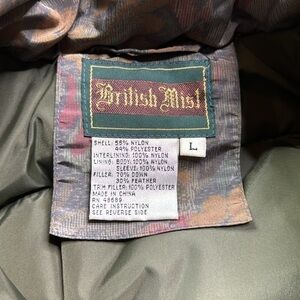 British Mist
SHELL: 56% NYLON
44% POLYESTER
INTERLINING: 100% NYLON
LINING: BODY: 100% NYLON
SLEEVE: 100% NYLON
FILLER: 70% DOWN
30% FEATHER
TRIM FILLER: 100% POLYESTER
MADE IN CHINA
RN 48689
CARE INSTRUCTION
SEE REVERSE SIDE
L